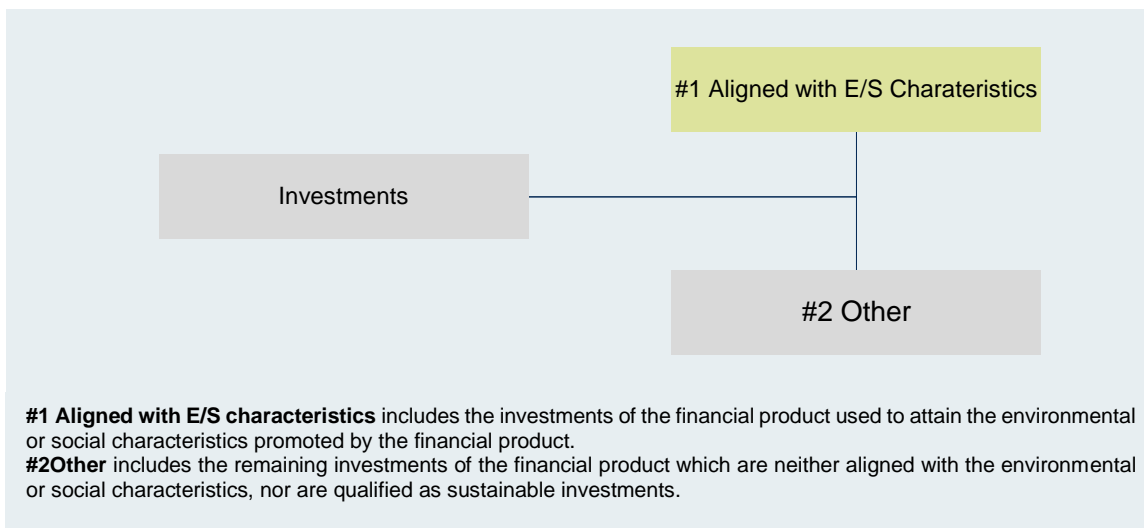 #1 Aligned with E/S Charateristics
Investments
#2 Other
#1 Aligned with E/S characteristics includes the investments of the financial product used to attain the environmental
or social characteristics promoted by the financial product.
#2Other includes the remaining investments of the financial product which are neither aligned with the environmental
or social characteristics, nor are qualified as sustainable investments.